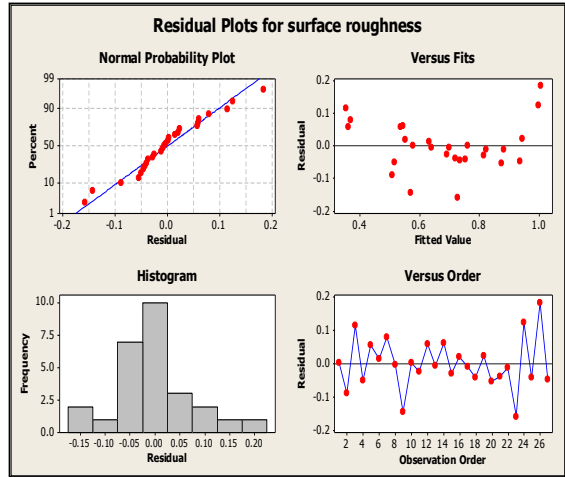 Residual Plots for surface roughness
Normal Probability Plot
Percent
99
90
50
10
1
-0.2 -0.1 0.0 0.1 0.2
Residual
Versus Fits
Residual
0.2
0.1
0.0
-0.1
-0.2
0.4 0.6 0.8 1.0
Fitted Value
Histogram
Frequency
10.0
7.5
5.0
2.5
0.0
-0.15 -0.10 -0.05 0.00 0.05 0.10 0.15 0.20
Residual
Versus Order
Residual
0.2
0.1
0.0
-0.1
-0.2
2 4 6 8 10 12 14 16 18 20 22 24 26
Observation Order